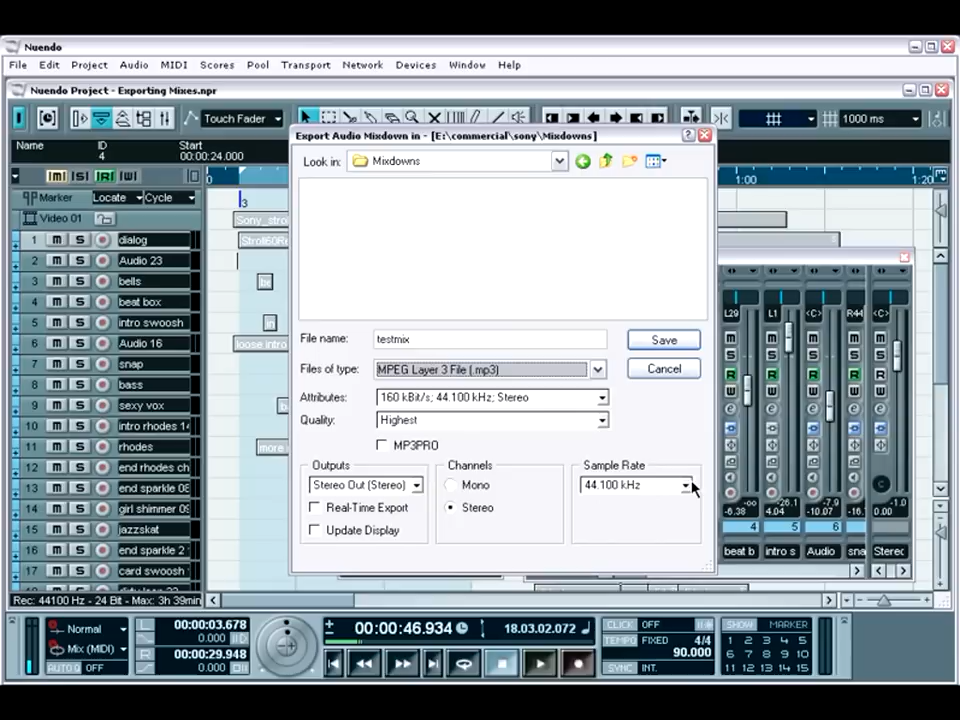 Nuendo
File Edit Project Audio MIDI Scores Pool Transport Network Devices Window Help
Nuendo Project - Exporting Mixes.npr
Touch Fader
1000 ms
Name ID Start
4 00:00:24.000
Export Audio Mixdown in - [E:\commercial\sony\Mixdowns]
Look in: Mixdowns
0 1:00 1:20
Marker Locate Cycle
3
Video 01
Sony_stro
1 m S dialog
Stroll60Re
2 m S Audio 23
3 m S bells
4 m S beat box
5 m S intro swoosh
6 m S Audio 16
loose intro
7 m S snap
8 m S bass
9 m S sexy vox
10 m S intro rhodes 14
11 m S rhodes
more
12 m S end rhodes ch
13 m S end sparkle 08
14 m S girl shimmer 09
15 m S jazzskat
16 m S end sparkle 2
17 m S card swoosh
File name: testmix
Save
Files of type: MPEG Layer 3 File (.mp3)
Cancel
Attributes: 160 kBit/s; 44.100 kHz; Stereo
Quality: Highest
MP3PRO
Outputs Channels Sample Rate
Stereo Out (Stereo) Mono 44.100 kHz
Real-Time Export Stereo
Update Display
L29 L1 <C> R44 <C>
-6.38 4.04 -26.1 -10.07 -7.9 0.00 -1.0
4 5 6
beat b intro s Audio sna Stereo
Rec: 44100 Hz - 24 Bit - Max: 3h 39min
Normal
Mix (MIDI)
AUTO Q OFF
L 00:00:03.678
0.000
R 00:00:29.948
0.000
00:00:46.934 18.03.02.072
CLICK OFF
TEMPO FIXED 4/4
90.000
SYNC INT.
SHOW MARKER
1 2 3 4 5
6 7 8 9 10
11 12 13 14 15